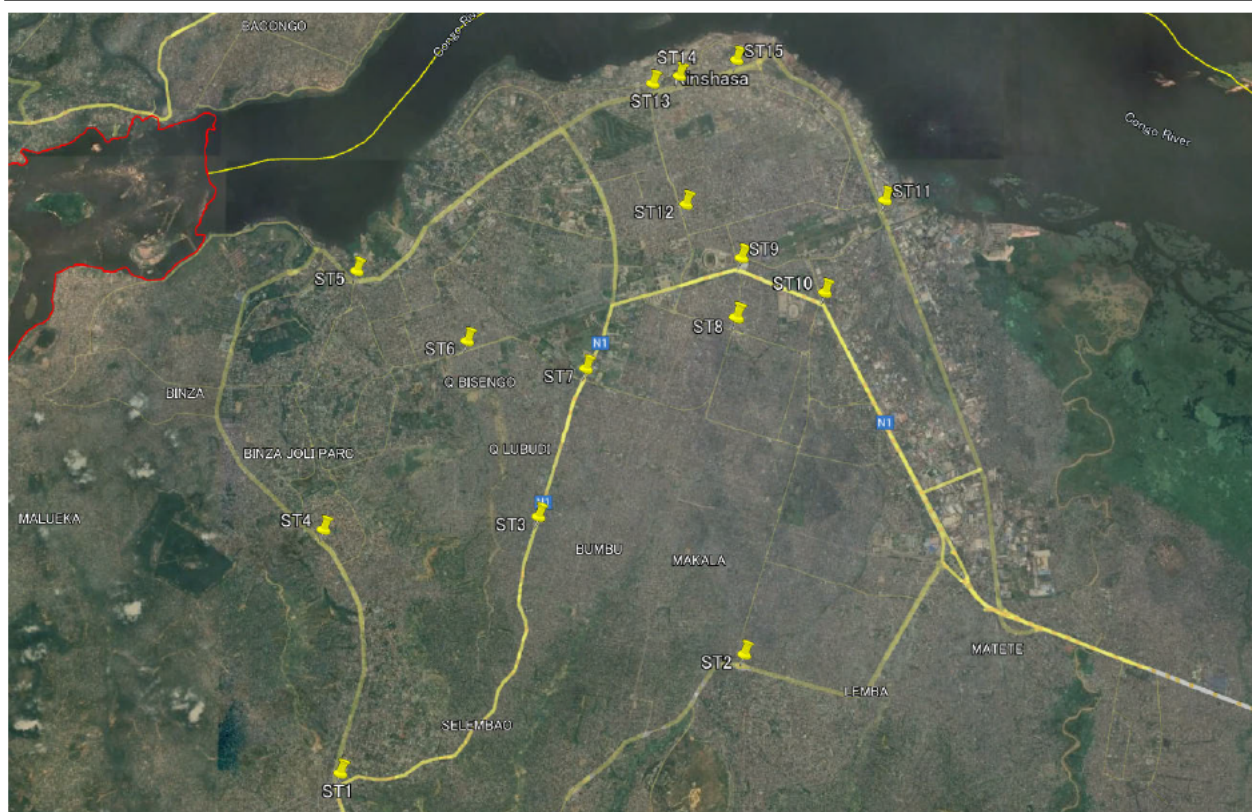 BACONGO
Congo River
ST14
ST15
Kinshasa
ST13
Congo River
ST11
ST12
ST9
ST5
ST10
ST8
ST6
N1
ST7
Q BISENGO
BINZA
N1
Q LUBUDI
BINZA JOLI PARC
N1
MALUEKA
ST4
ST3
BUMBU
MAKALA
MATETE
ST2
LEMBA
SELEMBAO
ST1